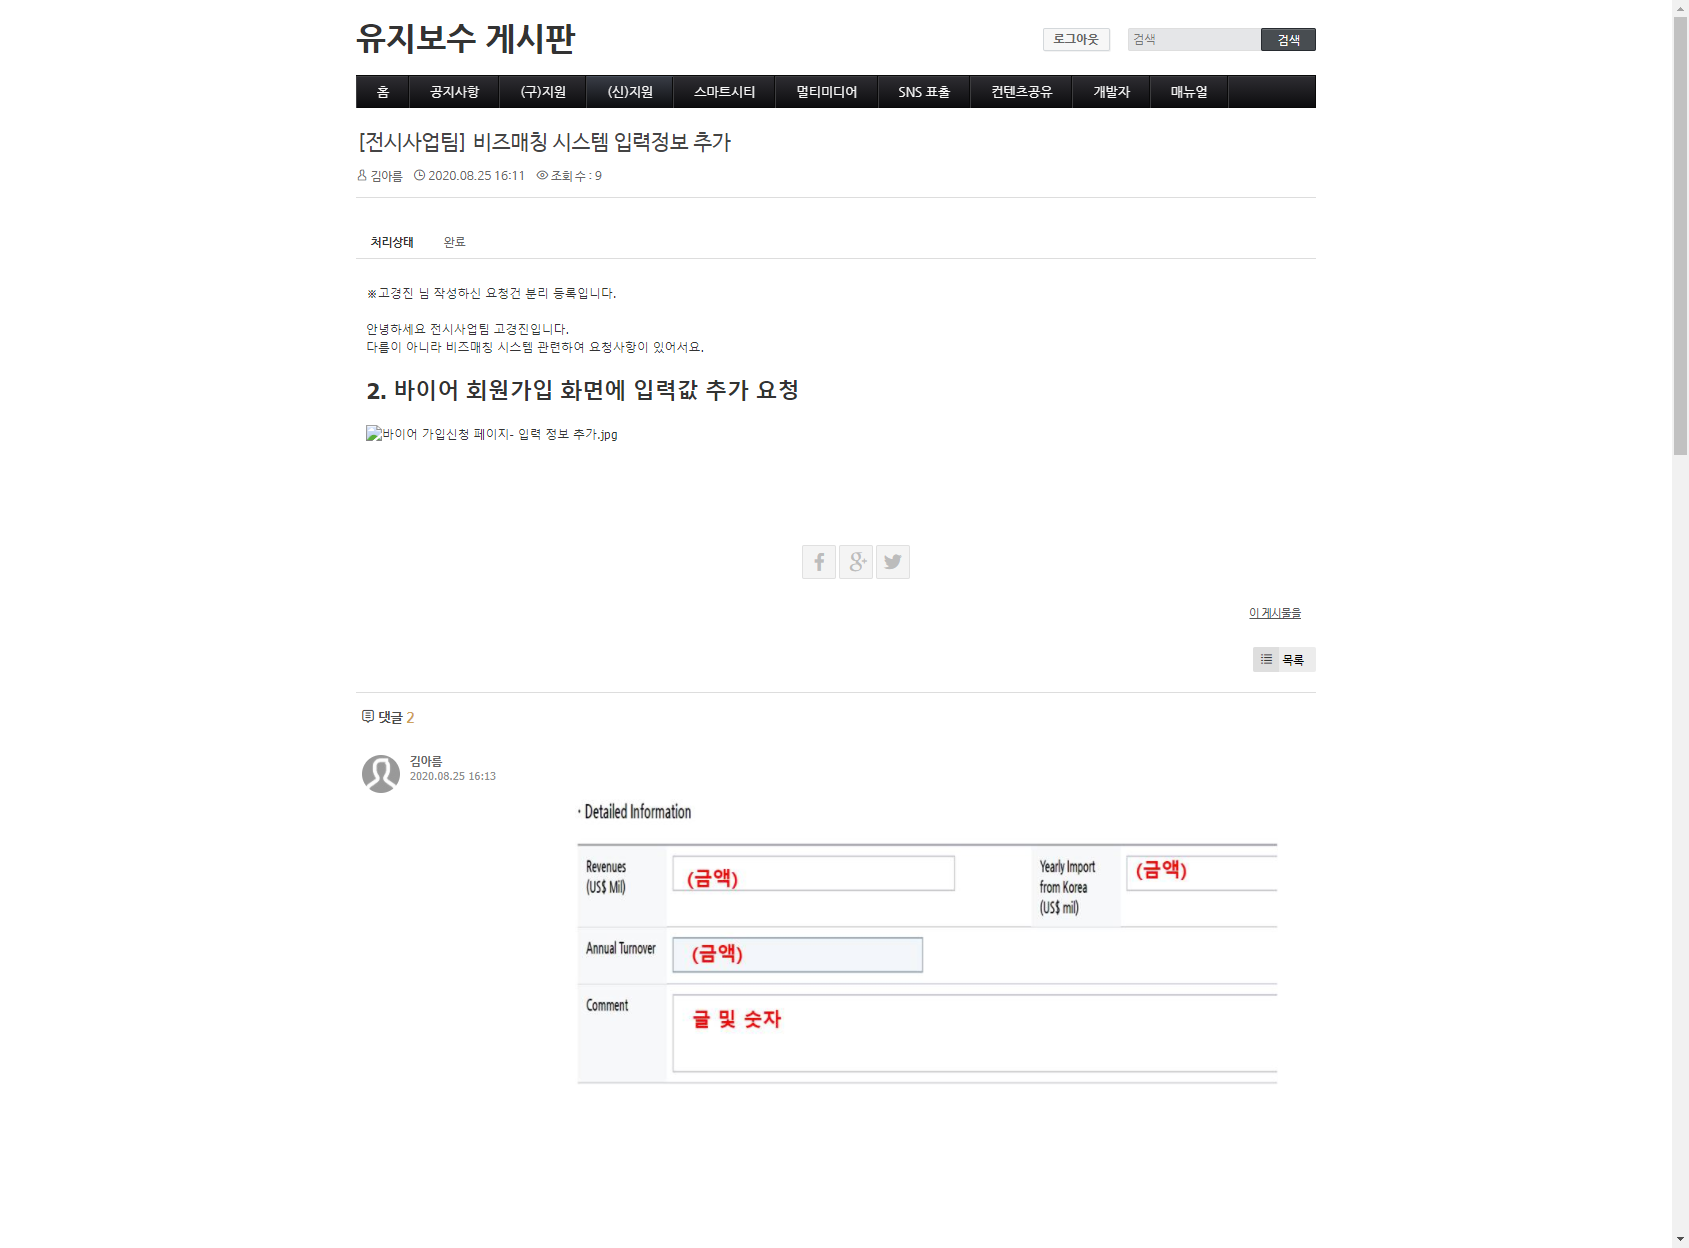 유지보수 게시판
로그아웃 검색 검색
홈 공지사항 (구)지원 (신)지원 스마트시티 멀티미디어 SNS 표출 컨텐츠공유 개발자 매뉴얼
[전시사업팀] 비즈매칭 시스템 입력정보 추가
김아름 2020.08.25 16:11 조회 수 : 9
처리상태 완료
※고경진 님 작성하신 요청건 분리 등록입니다.
안녕하세요 전시사업팀 고경진입니다.
다름이 아니라 비즈매칭 시스템 관련하여 요청사항이 있어서요.
2. 바이어 회원가입 화면에 입력값 추가 요청
바이어 가입신청 페이지- 입력 정보 추가.jpg
이 게시물을
목록
댓글 2
김아름
2020.08.25 16:13
· Detailed Information
Revenues
(US$ Mil)
(금액)
Yearly Import
from Korea
(US$ mil)
(금액)
Annual Turnover
(금액)
Comment
글 및 숫자